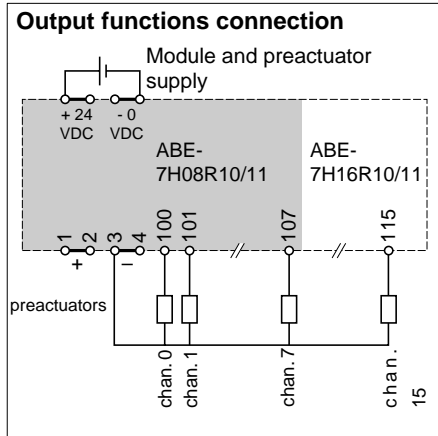 Output functions connection
Module and preactuator
supply
+ 24
VDC
- 0
VDC
ABE-
7H08R10/11
ABE-
7H16R10/11
1
2
3
4
100
101
107
115
+
–
preactuators
chan. 0
chan. 1
chan. 7
chan.
15